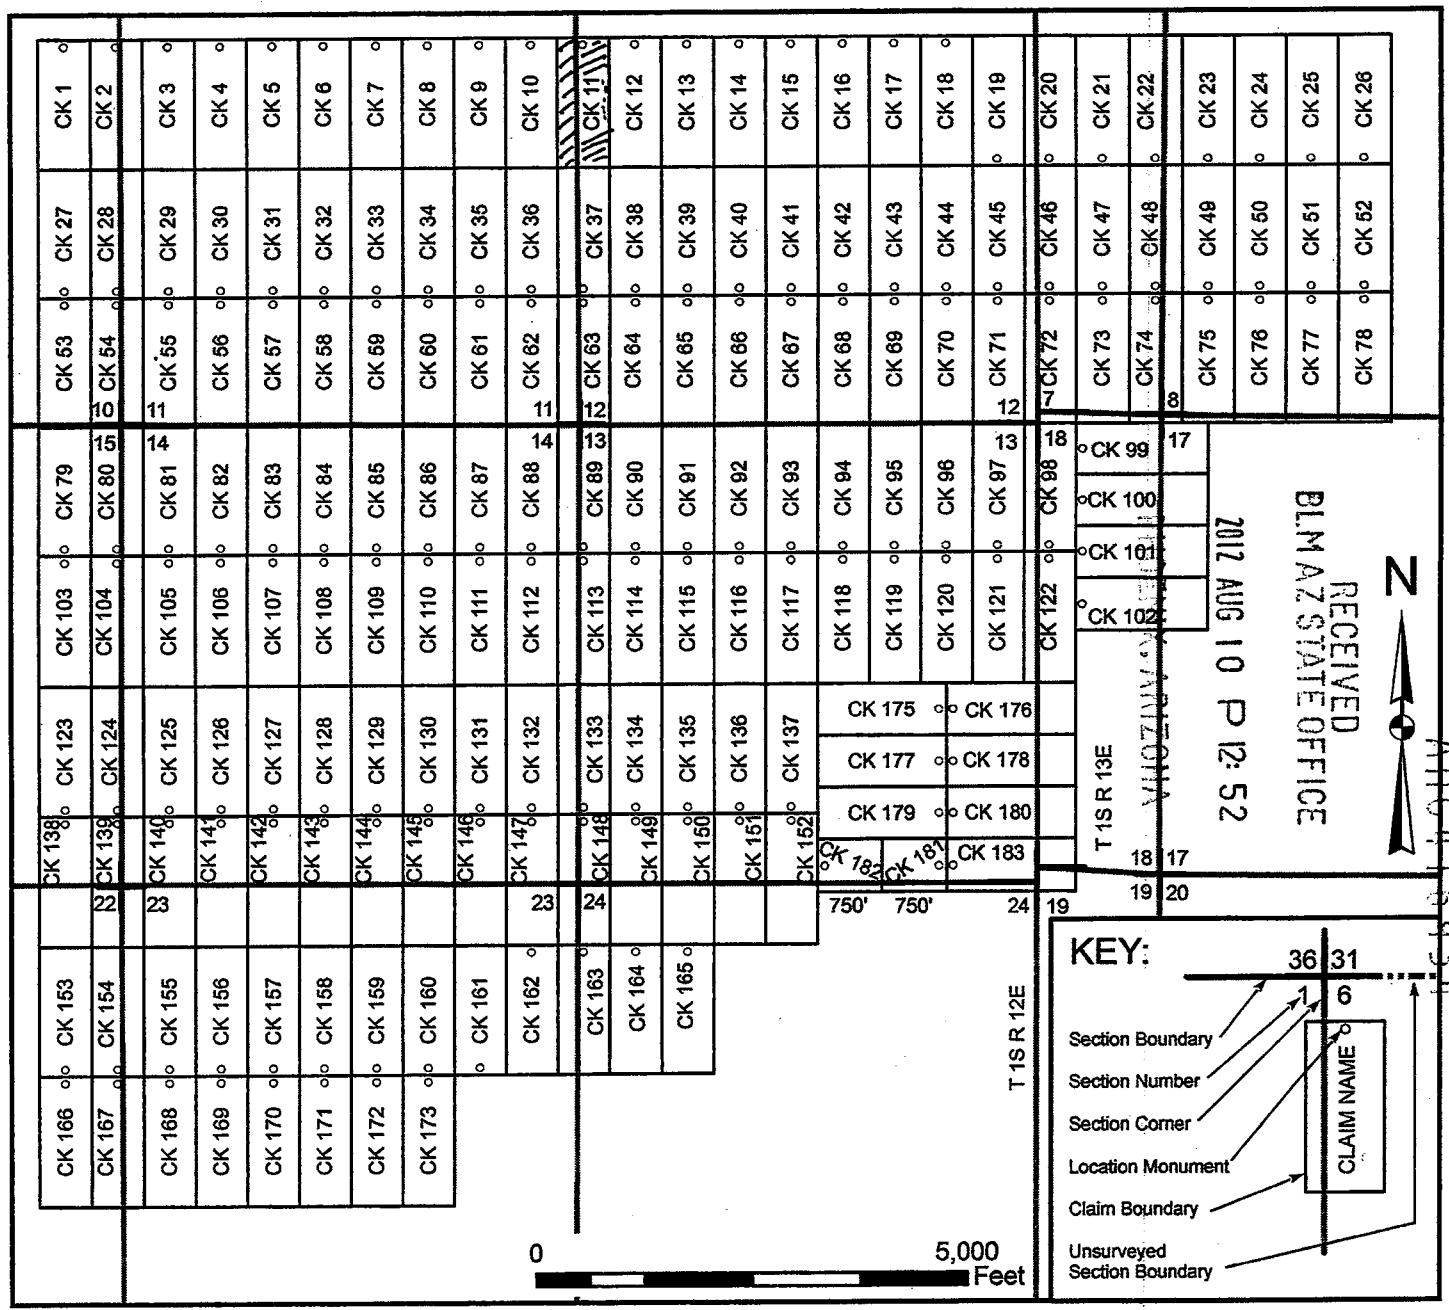 CK 1 CK 2 CK 3 CK 4 CK 5 CK 6 CK 7 CK 8 CK 9 CK 10 CK 11 CK 12 CK 13 CK 14 CK 15 CK 16 CK 17 CK 18 CK 19 CK 20 CK 21 CK 22 CK 23 CK 24 CK 25 CK 26
CK 27 CK 28 CK 29 CK 30 CK 31 CK 32 CK 33 CK 34 CK 35 CK 36 CK 37 CK 38 CK 39 CK 40 CK 41 CK 42 CK 43 CK 44 CK 45 CK 46 CK 47 CK 48 CK 49 CK 50 CK 51 CK 52
CK 53 CK 54 CK 55 CK 56 CK 57 CK 58 CK 59 CK 60 CK 61 CK 62 CK 63 CK 64 CK 65 CK 66 CK 67 CK 68 CK 69 CK 70 CK 71 CK 72 CK 73 CK 74 CK 75 CK 76 CK 77 CK 78
10 11 11 12 12 7 8
15 14 14 13 13 18 17
CK 79 CK 80 CK 81 CK 82 CK 83 CK 84 CK 85 CK 86 CK 87 CK 88 CK 89 CK 90 CK 91 CK 92 CK 93 CK 94 CK 95 CK 96 CK 97 CK 98
CK 99
CK 100
CK 101
CK 102
CK 103 CK 104 CK 105 CK 106 CK 107 CK 108 CK 109 CK 110 CK 111 CK 112 CK 113 CK 114 CK 115 CK 116 CK 117 CK 118 CK 119 CK 120 CK 121 CK 122
CK 123 CK 124 CK 125 CK 126 CK 127 CK 128 CK 129 CK 130 CK 131 CK 132 CK 133 CK 134 CK 135 CK 136 CK 137
CK 175 CK 176
CK 177 CK 178
CK 179 CK 180
CK 138 CK 139 CK 140 CK 141 CK 142 CK 143 CK 144 CK 145 CK 146 CK 147 CK 148 CK 149 CK 150 CK 151 CK 152
CK 182 CK 181 CK 183
18 17
22 23 23 24 750' 750' 24 19 19 20
CK 153 CK 154 CK 155 CK 156 CK 157 CK 158 CK 159 CK 160 CK 161 CK 162 CK 163 CK 164 CK 165
CK 166 CK 167 CK 168 CK 169 CK 170 CK 171 CK 172 CK 173
T 1S R 13E
T 1S R 12E
ARIZONA
2012 AUG 10 P 12:52
RECEIVED
BLM AZ STATE OFFICE
N
0 5,000
Feet
KEY:
36 31
1 6
Section Boundary
Section Number
Section Corner
Location Monument
Claim Boundary
Unsurveyed
Section Boundary
CLAIM NAME